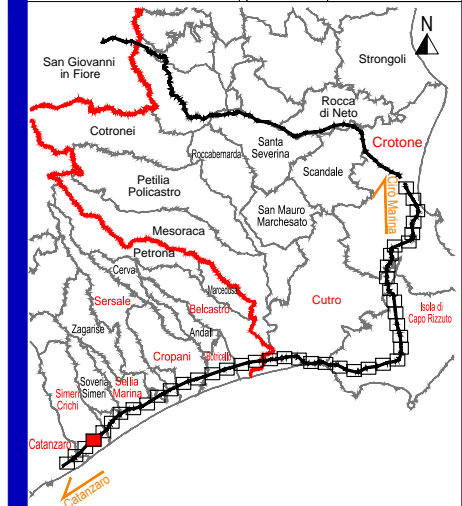 N
San Giovanni
in Fiore
Strongoli
Rocca
di Neto
Cotronei
Crotone
Santa
Severina
Roccabernarda
Scandale
Petilia
Policastro
Cirò Marina
San Mauro
Marchesato
Mesoraca
Petrona
Cerva
Marcedusa
Sersale
Belcastro
Cutro
Isola di
Capo Rizzuto
Zagarise
Andali
Cropani
Botricello
Soveria
Simeri
Sellia
Marina
Simeri
Crichi
Catanzaro
Catanzaro